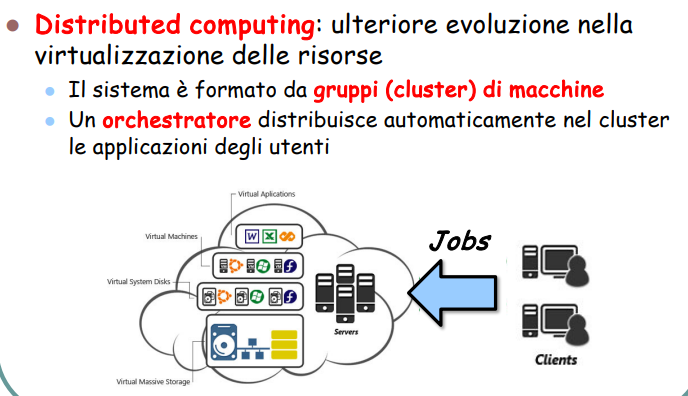 Distributed computing: ulteriore evoluzione nella
virtualizzazione delle risorse
Il sistema è formato da gruppi (cluster) di macchine
Un orchestratore distribuisce automaticamente nel cluster
le applicazioni degli utenti
Virtual Aplications
W X
Virtual Machines
Jobs
Virtual System Disks
Servers
Clients
Virtual Massive Storage